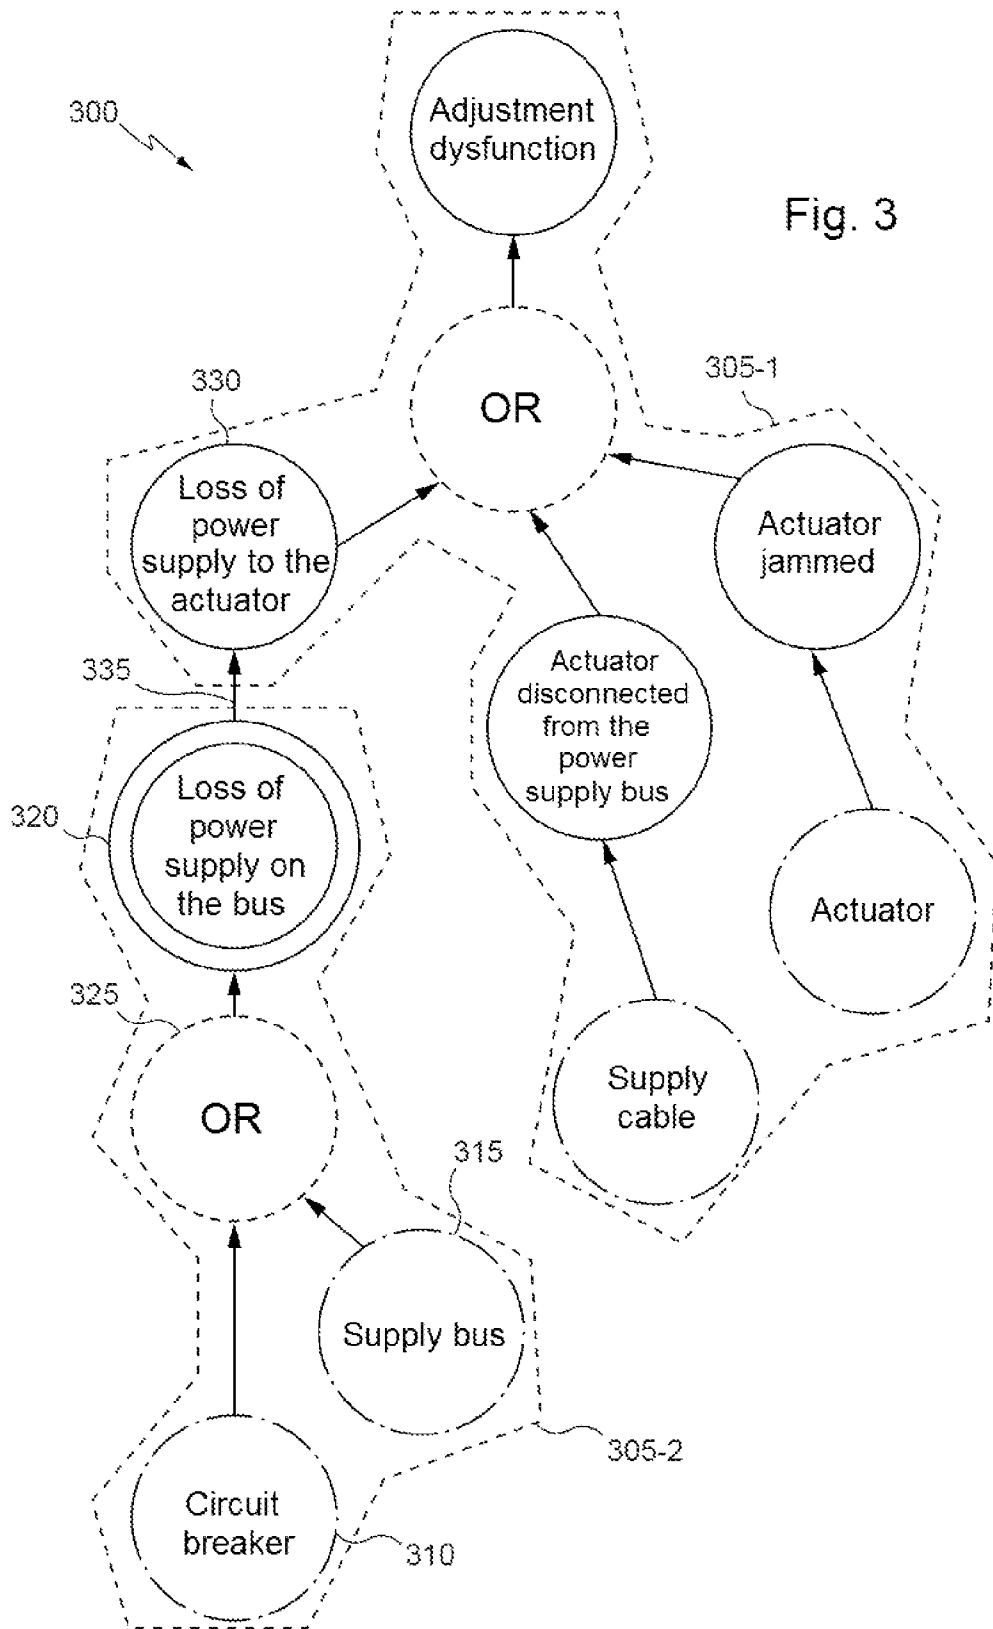 300
Adjustment
dysfunction
Fig. 3
305-1
330
OR
Loss of
power
supply to the
actuator
Actuator
jammed
335
Actuator
disconnected
from the
power
supply bus
320
Loss of
power
supply on
the bus
Actuator
325
Supply
cable
OR
315
Supply bus
305-2
Circuit
breaker
310